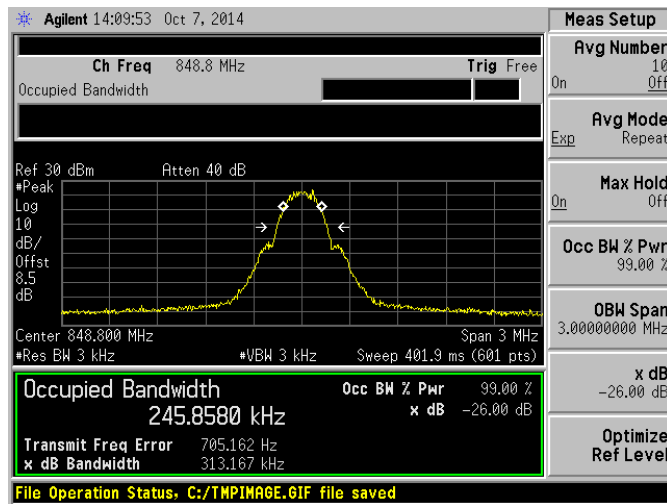 Agilent 14:09:53 Oct 7, 2014
Meas Setup
Ch Freq 848.8 MHz Trig Free
Occupied Bandwidth
Ref 30 dBm Atten 40 dB
#Peak
Log
10
dB/
Offst
8.5
dB
Center 848.800 MHz Span 3 MHz
#Res BW 3 kHz #VBW 3 kHz Sweep 401.9 ms (601 pts)
Occupied Bandwidth
245.8580 kHz
Occ BW % Pwr 99.00 %
x dB -26.00 dB
Transmit Freq Error 705.162 Hz
x dB Bandwidth 313.167 kHz
File Operation Status, C:/TMPIMAGE.GIF file saved
Avg Number
10
On Off
Avg Mode
Exp Repeat
Max Hold
On Off
Occ BW % Pwr
99.00 %
OBW Span
3.00000000 MHz
x dB
-26.00 dB
Optimize
Ref Level